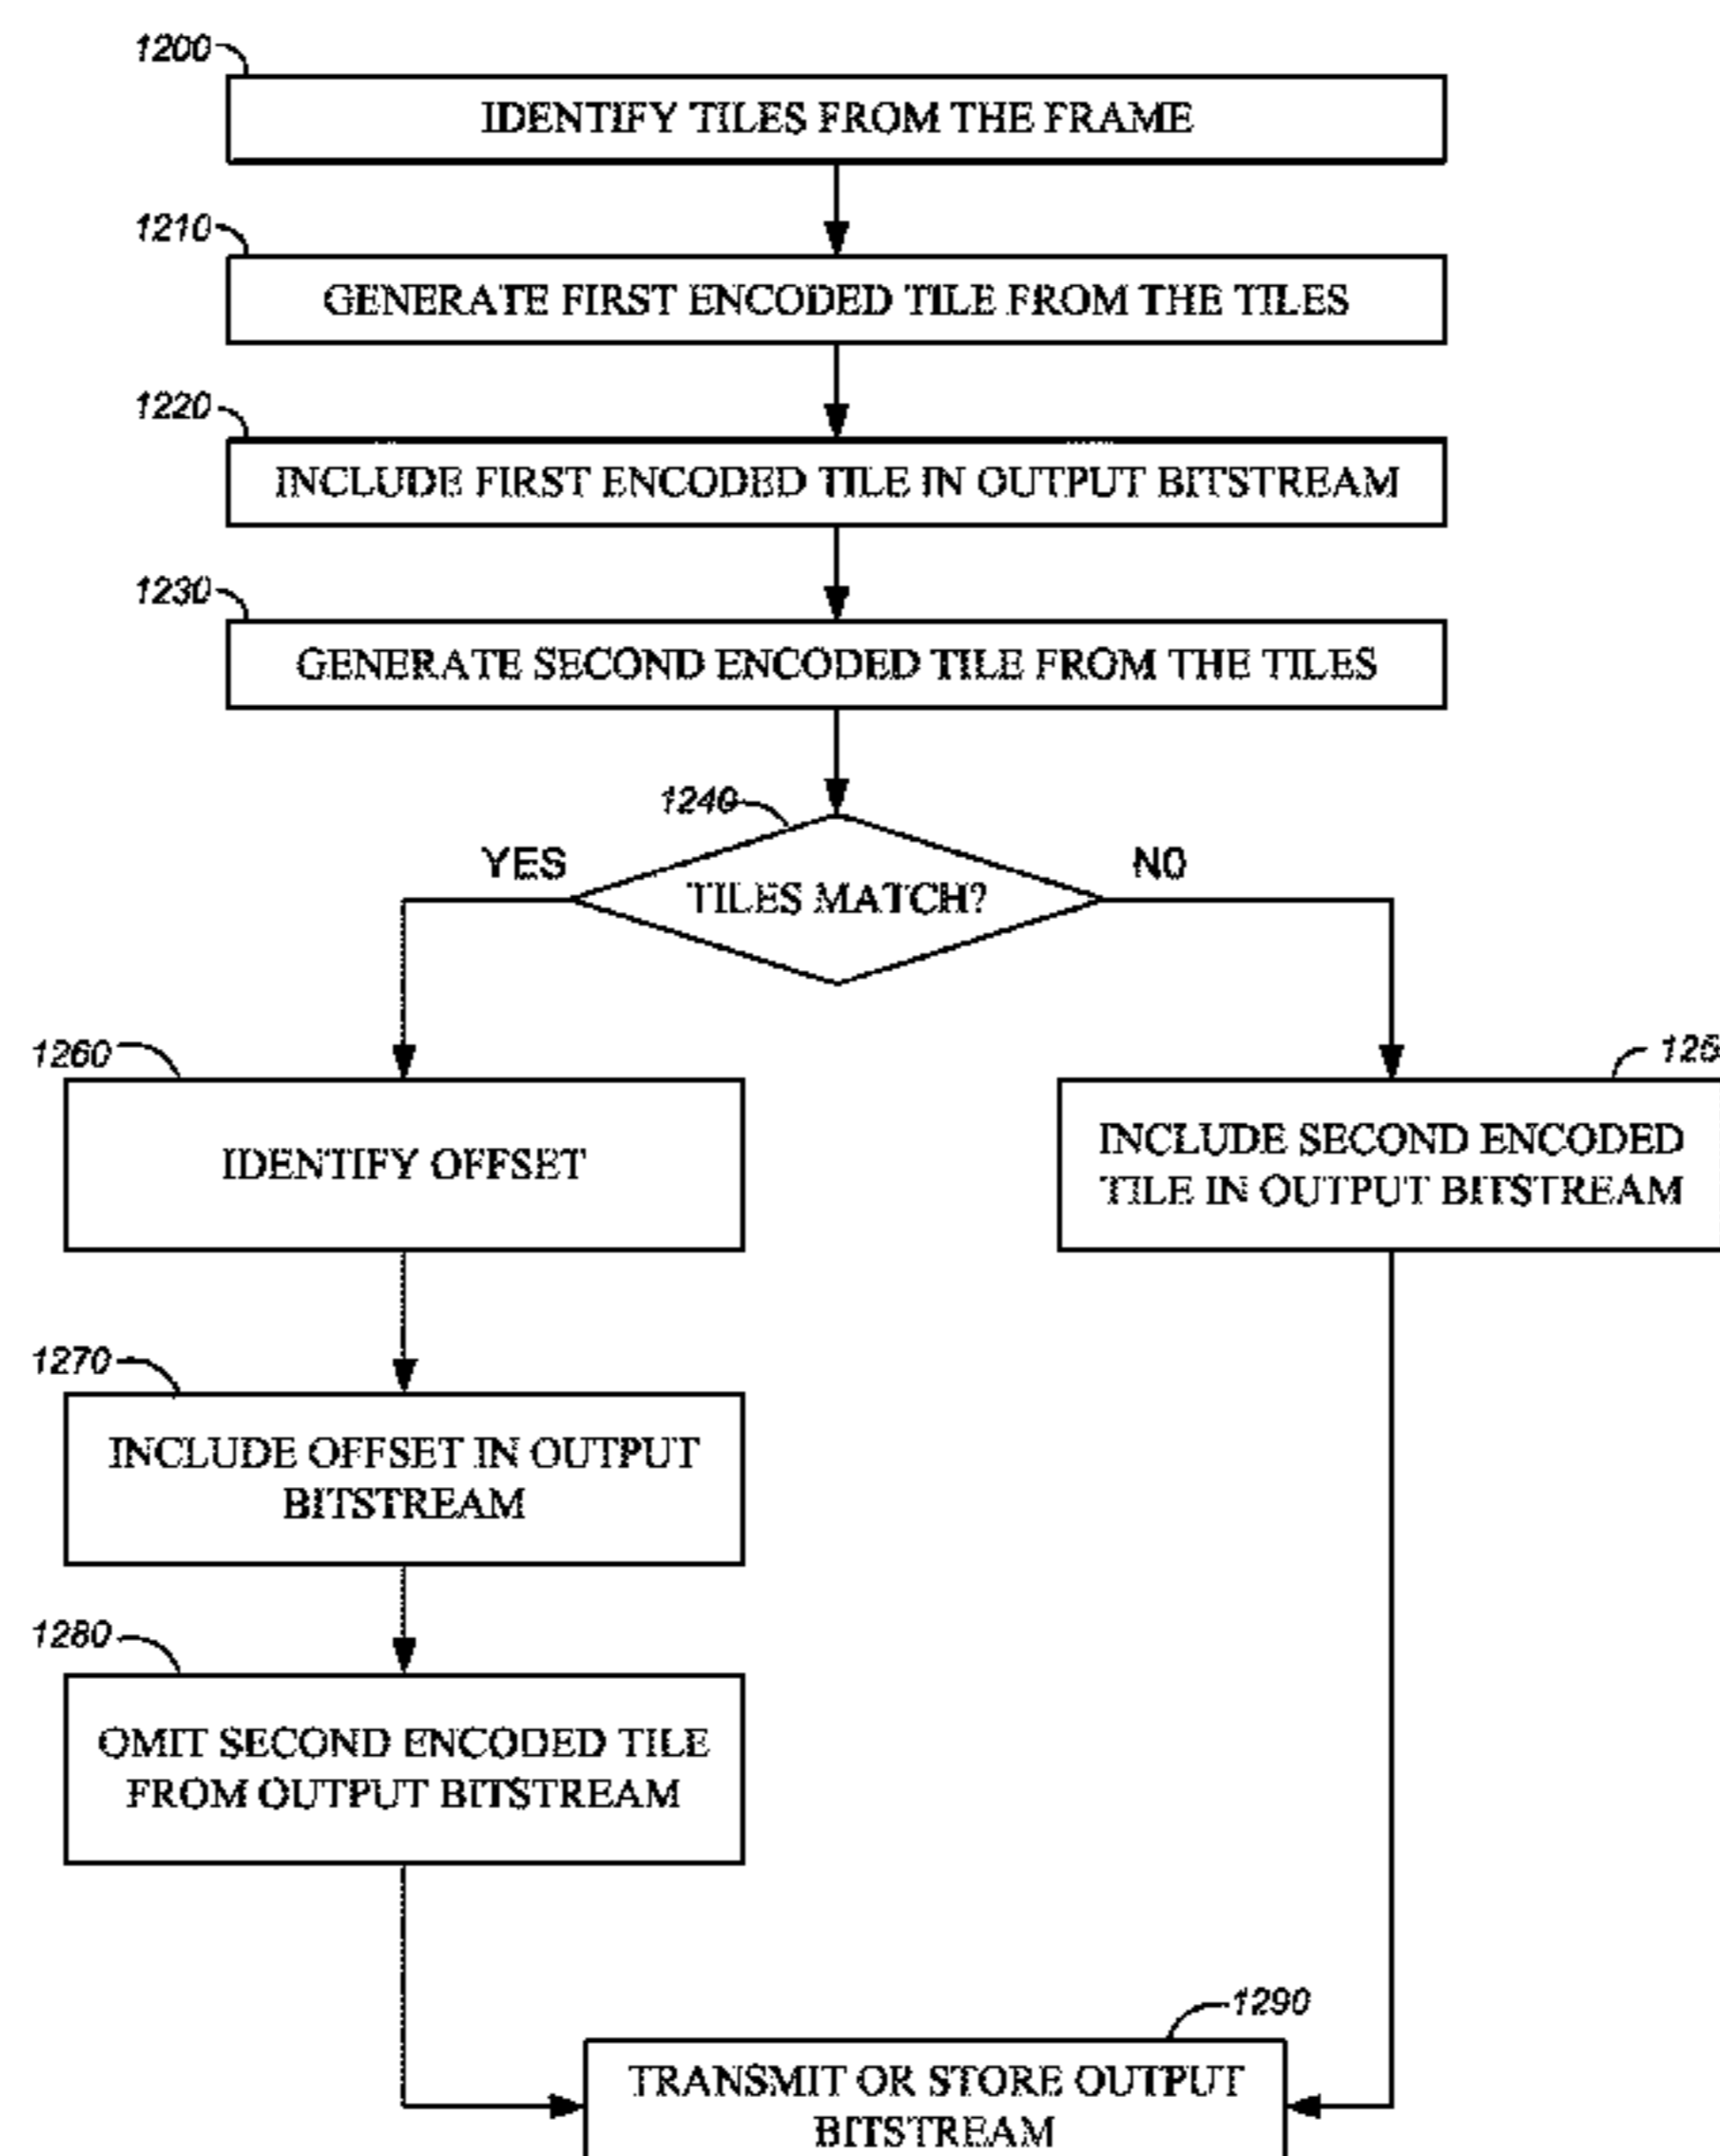 1200
IDENTIFY TILES FROM THE FRAME
1210
GENERATE FIRST ENCODED TILE FROM THE TILES
1220
INCLUDE FIRST ENCODED TILE IN OUTPUT BITSTREAM
1230
GENERATE SECOND ENCODED TILE FROM THE TILES
1240
YES
TILES MATCH?
NO
1260
IDENTIFY OFFSET
INCLUDE SECOND ENCODED
TILE IN OUTPUT BITSTREAM
1270
INCLUDE OFFSET IN OUTPUT
BITSTREAM
1280
OMIT SECOND ENCODED TILE
FROM OUTPUT BITSTREAM
1290
TRANSMIT OR STORE OUTPUT
BITSTREAM